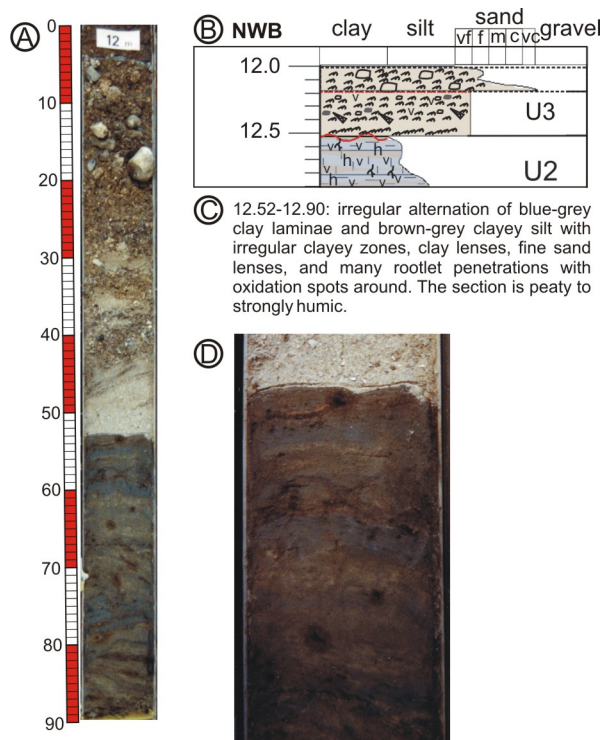 A
0
12 m
10
20
30
40
50
60
70
80
90
B NWB
clay silt sand gravel
vf f m c vc
12.0
12.5
U3
U2
v v v
v v h
h v v
v h v
C 12.52-12.90: irregular alternation of blue-grey
clay laminae and brown-grey clayey silt with
irregular clayey zones, clay lenses, fine sand
lenses, and many rootlet penetrations with
oxidation spots around. The section is peaty to
strongly humic.
D